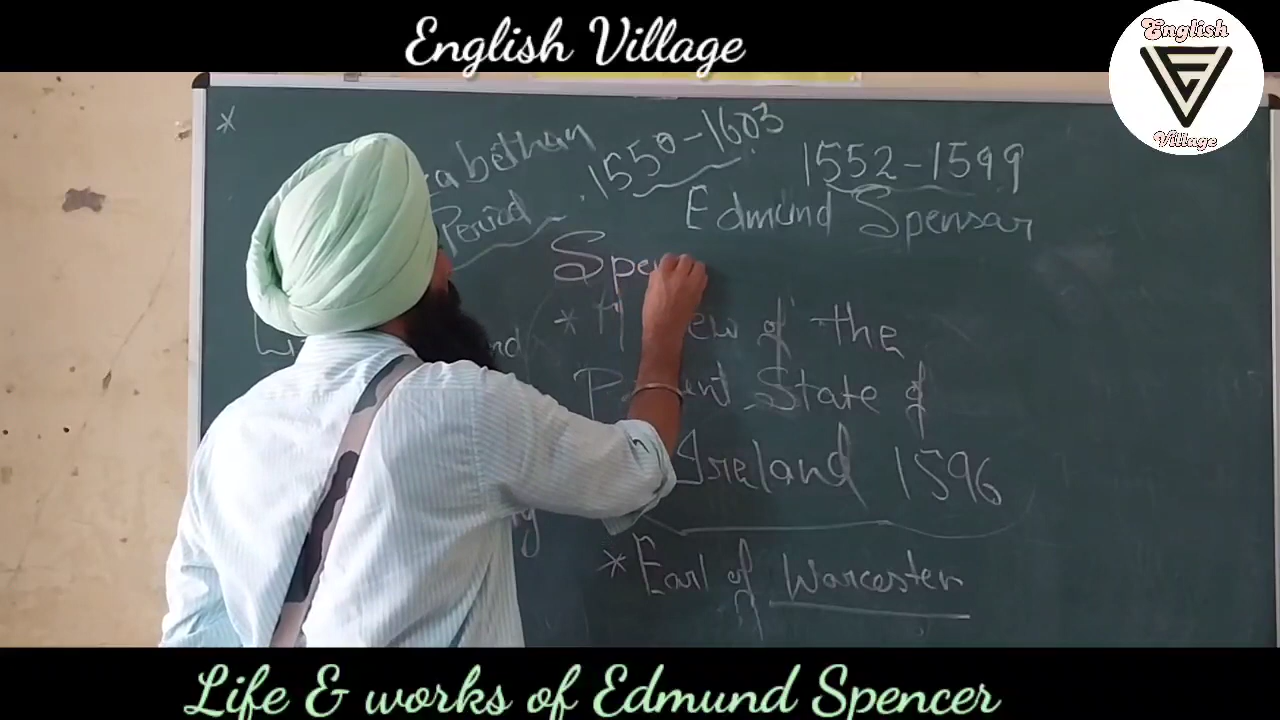 English Village
English
Village
*
1550-1603
1552-1599
Period
Edmund Spensar
Spe
* of the
State of
Ireland 1596
* Earl of Warcester
Life & works of Edmund Spencer